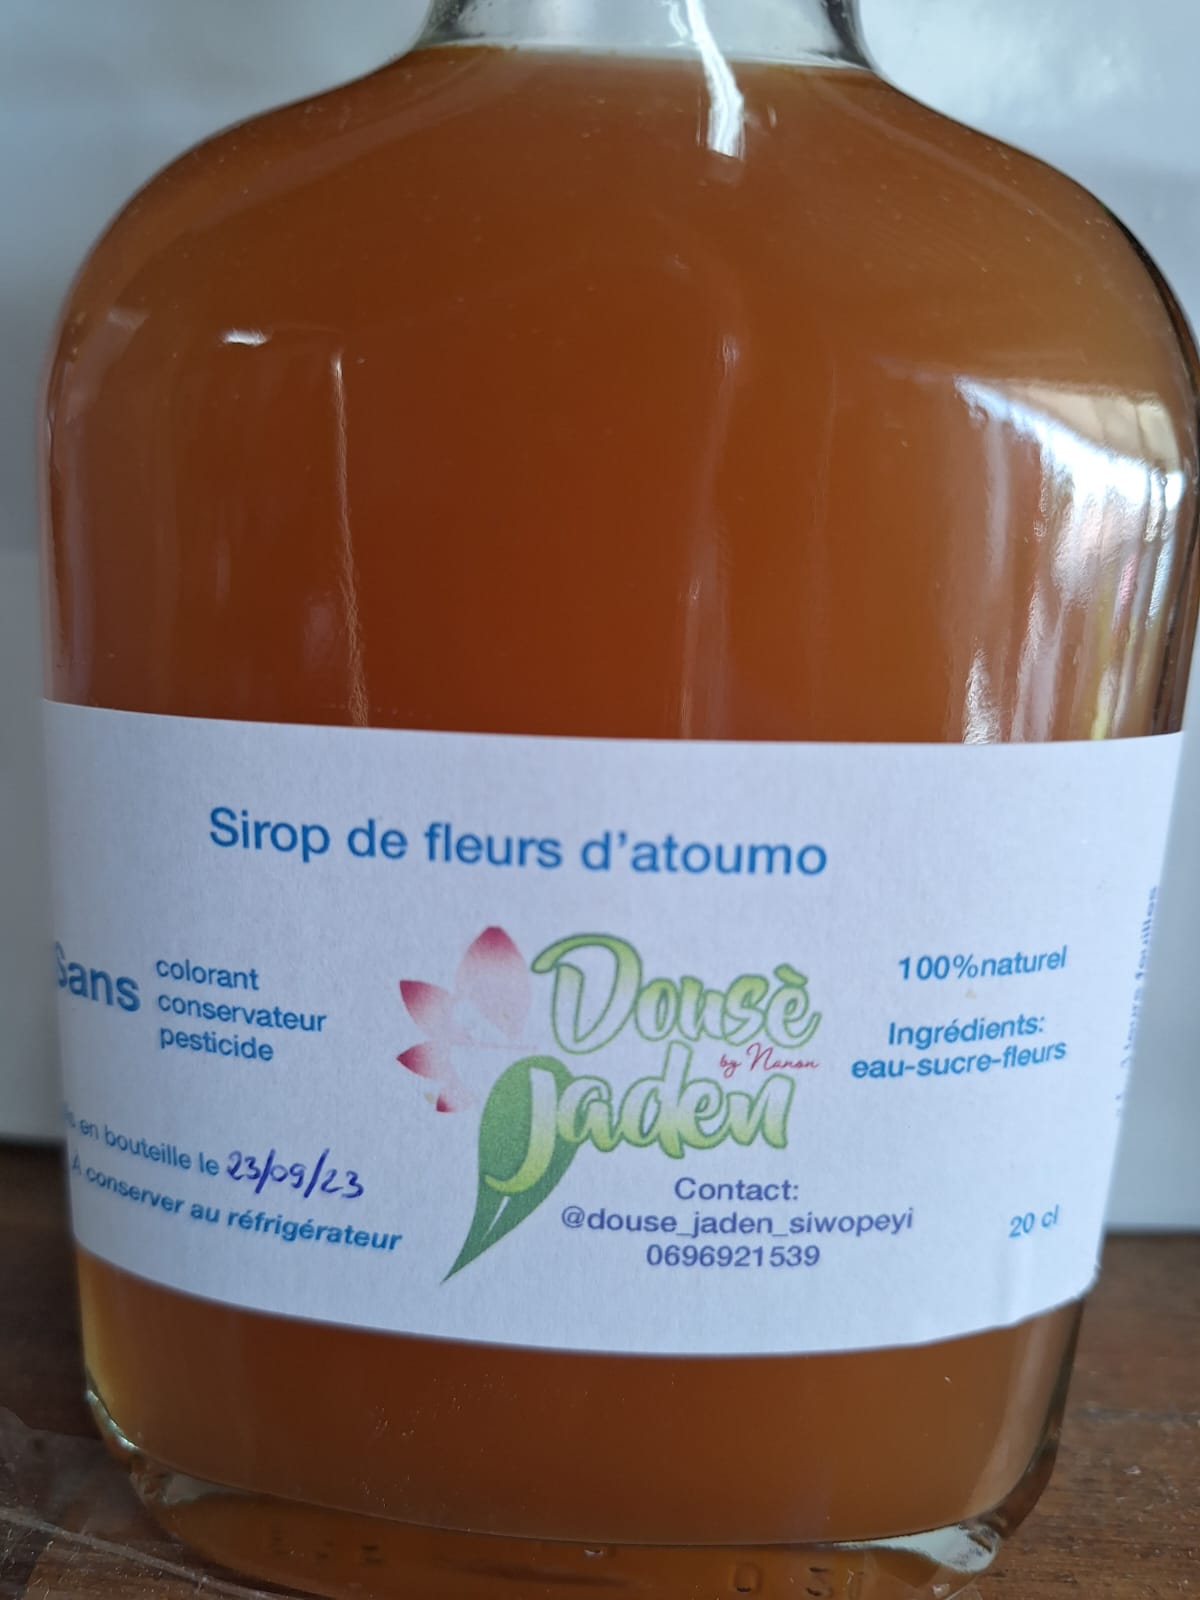 Sirop de fleurs d'atoumo
Sans
colorant
conservateur
pesticide
Dousè
by Nanon
Jaden
100%naturel
Ingrédients:
eau-sucre-fleurs
en bouteille le 23/09/23
À conserver au réfrigérateur
Contact:
@douse_jaden_siwopeyi
0696921539
20 cl